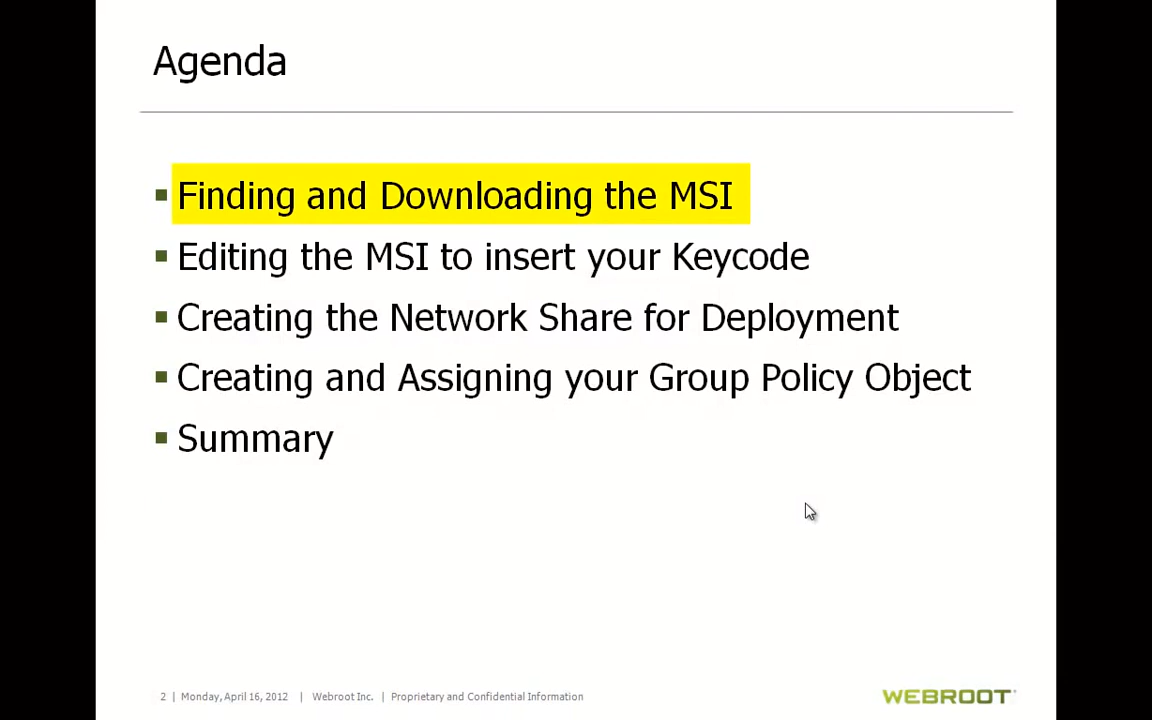 Agenda
Finding and Downloading the MSI
Editing the MSI to insert your Keycode
Creating the Network Share for Deployment
Creating and Assigning your Group Policy Object
Summary
2 | Monday, April 16, 2012 | Webroot Inc. | Proprietary and Confidential Information
WEBROOT